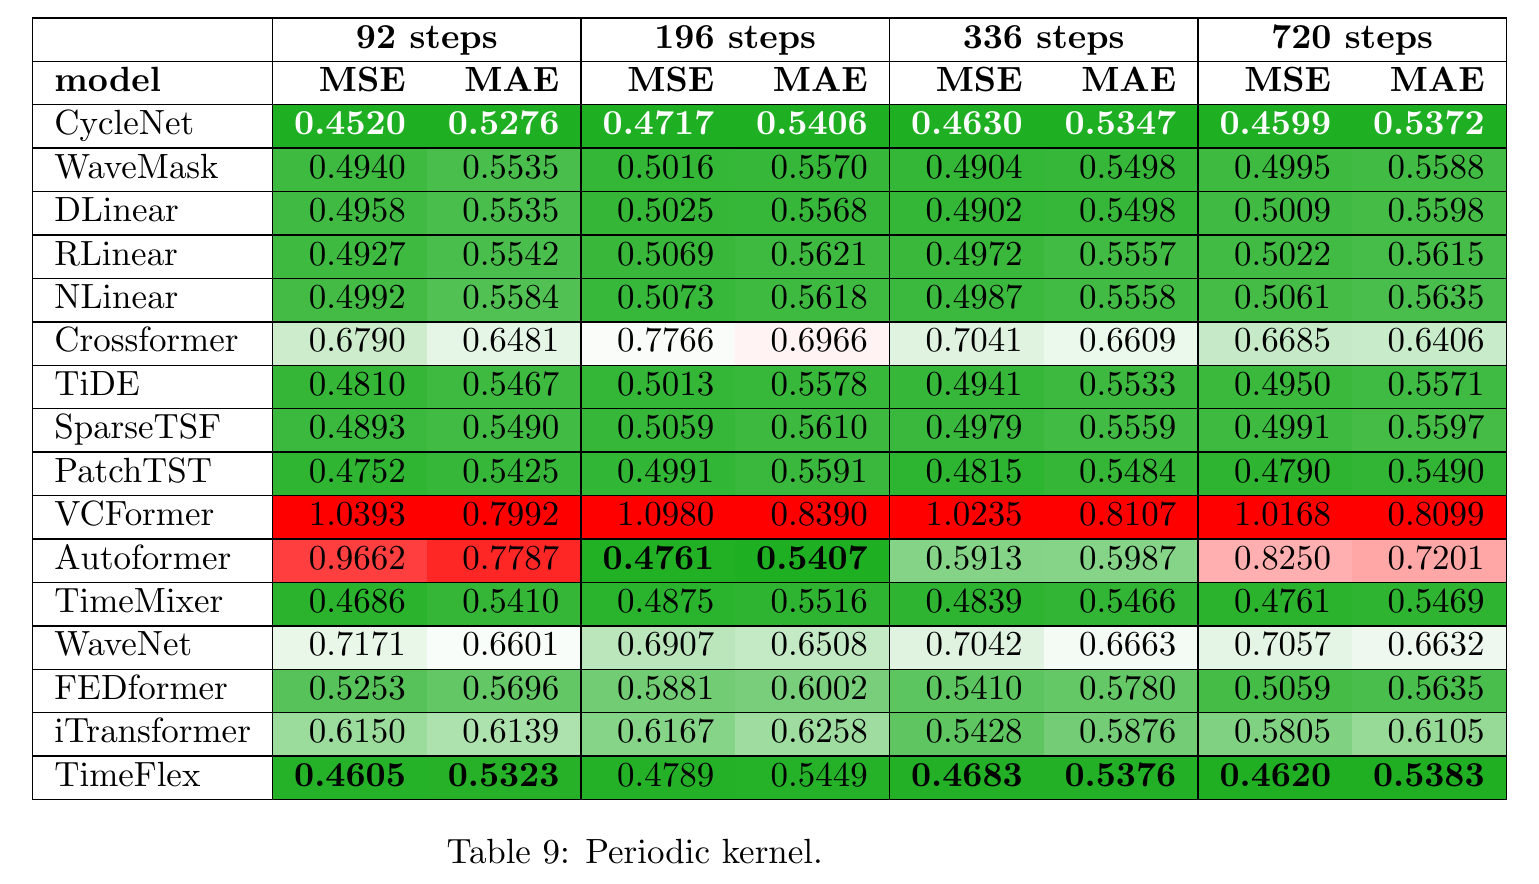 92 steps 196 steps 336 steps 720 steps
model MSE MAE MSE MAE MSE MAE MSE MAE
CycleNet 0.4520 0.5276 0.4717 0.5406 0.4630 0.5347 0.4599 0.5372
WaveMask 0.4940 0.5535 0.5016 0.5570 0.4904 0.5498 0.4995 0.5588
DLinear 0.4958 0.5535 0.5025 0.5568 0.4902 0.5498 0.5009 0.5598
RLinear 0.4927 0.5542 0.5069 0.5621 0.4972 0.5557 0.5022 0.5615
NLinear 0.4992 0.5584 0.5073 0.5618 0.4987 0.5558 0.5061 0.5635
Crossformer 0.6790 0.6481 0.7766 0.6966 0.7041 0.6609 0.6685 0.6406
TiDE 0.4810 0.5467 0.5013 0.5578 0.4941 0.5533 0.4950 0.5571
SparseTSF 0.4893 0.5490 0.5059 0.5610 0.4979 0.5559 0.4991 0.5597
PatchTST 0.4752 0.5425 0.4991 0.5591 0.4815 0.5484 0.4790 0.5490
VCFormer 1.0393 0.7992 1.0980 0.8390 1.0235 0.8107 1.0168 0.8099
Autoformer 0.9662 0.7787 0.4761 0.5407 0.5913 0.5987 0.8250 0.7201
TimeMixer 0.4686 0.5410 0.4875 0.5516 0.4839 0.5466 0.4761 0.5469
WaveNet 0.7171 0.6601 0.6907 0.6508 0.7042 0.6663 0.7057 0.6632
FEDformer 0.5253 0.5696 0.5881 0.6002 0.5410 0.5780 0.5059 0.5635
iTransformer 0.6150 0.6139 0.6167 0.6258 0.5428 0.5876 0.5805 0.6105
TimeFlex 0.4605 0.5323 0.4789 0.5449 0.4683 0.5376 0.4620 0.5383
Table 9: Periodic kernel.